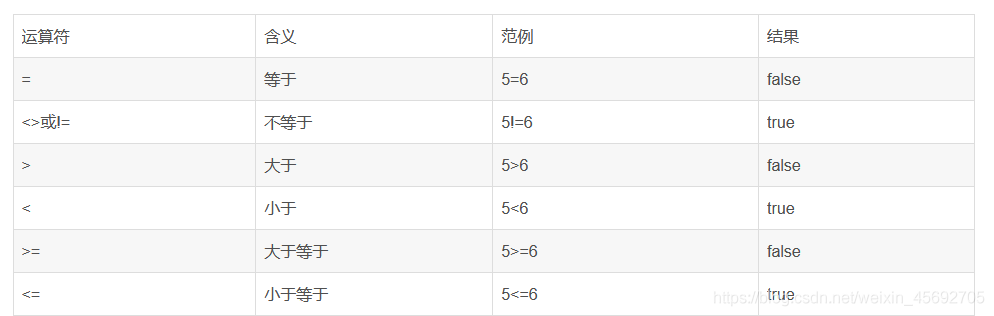 运算符 含义 范例 结果
= 等于 5=6 false
<>或!= 不等于 5!=6 true
> 大于 5>6 false
< 小于 5<6 true
>= 大于等于 5>=6 false
<= 小于等于 5<=6 true
https://blog.csdn.net/weixin_45692705